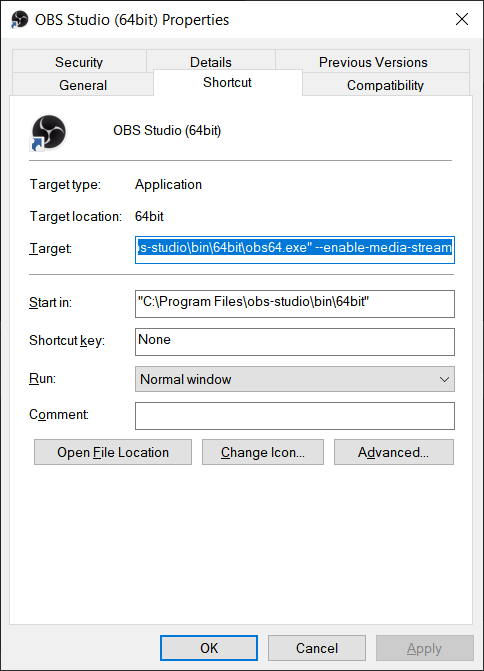 OBS Studio (64bit) Properties
Security Details Previous Versions
General Shortcut Compatibility
OBS Studio (64bit)
Target type: Application
Target location: 64bit
Target: s-studio\bin\64bit\obs64.exe" --enable-media-stream
Start in: "C:\Program Files\obs-studio\bin\64bit"
Shortcut key: None
Run: Normal window
Comment:
Open File Location Change Icon... Advanced...
OK Cancel Apply